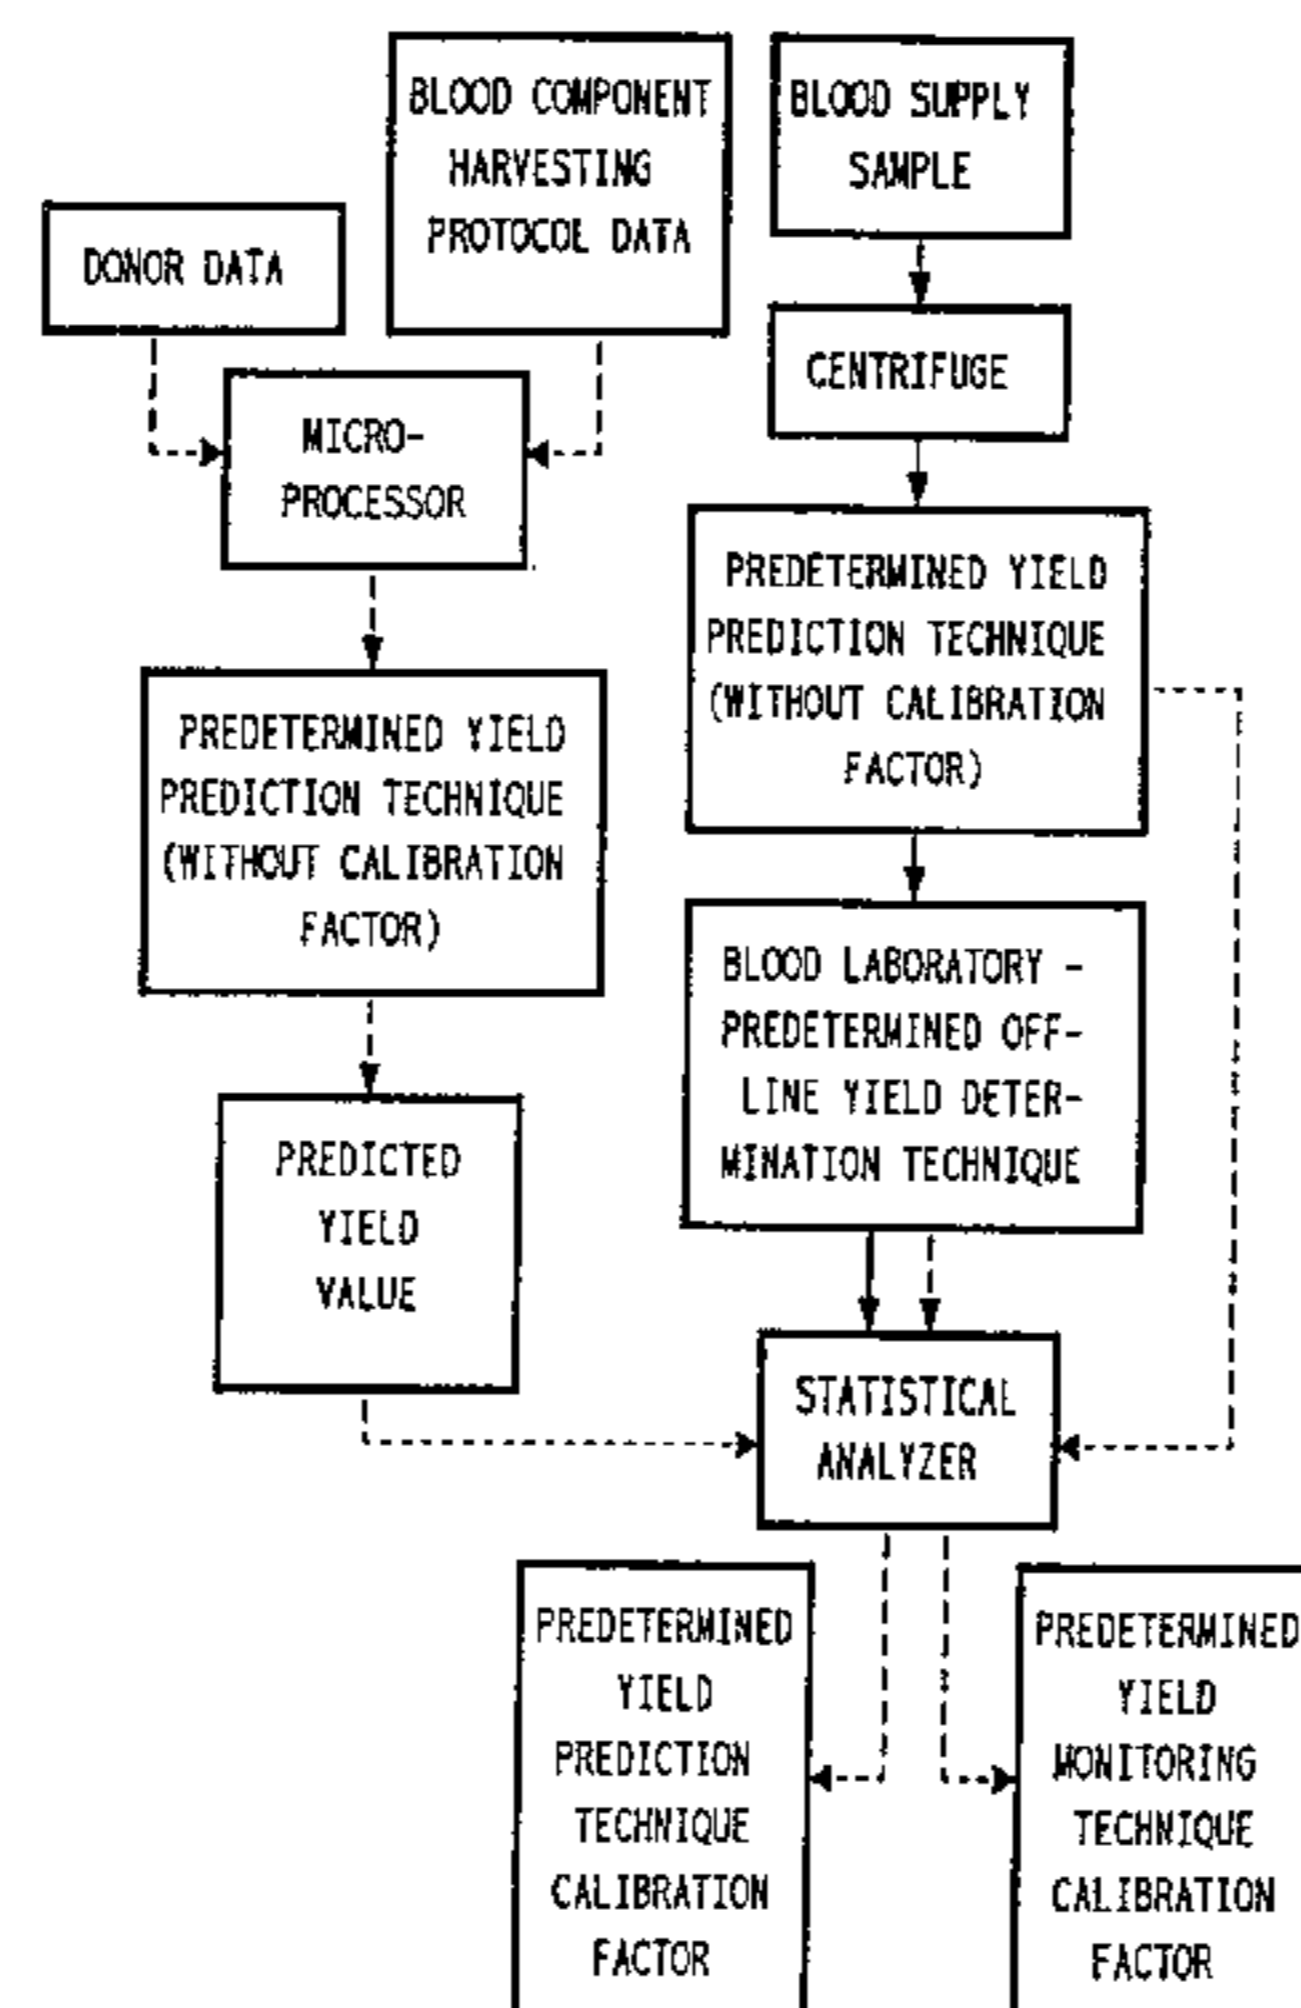 BLOOD COMPONENT
HARVESTING
PROTOCOL DATA
BLOOD SUPPLY
SAMPLE
DONOR DATA
CENTRIFUGE
MICRO-
PROCESSOR
PREDETERMINED YIELD
PREDICTION TECHNIQUE
(WITHOUT CALIBRATION
FACTOR)
PREDETERMINED YIELD
PREDICTION TECHNIQUE
(WITHOUT CALIBRATION
FACTOR)
BLOOD LABORATORY -
PREDETERMINED OFF-
LINE YIELD DETER-
MINATION TECHNIQUE
PREDICTED
YIELD
VALUE
STATISTICAL
ANALYZER
PREDETERMINED
YIELD
PREDICTION
TECHNIQUE
CALIBRATION
FACTOR
PREDETERMINED
YIELD
MONITORING
TECHNIQUE
CALIBRATION
FACTOR